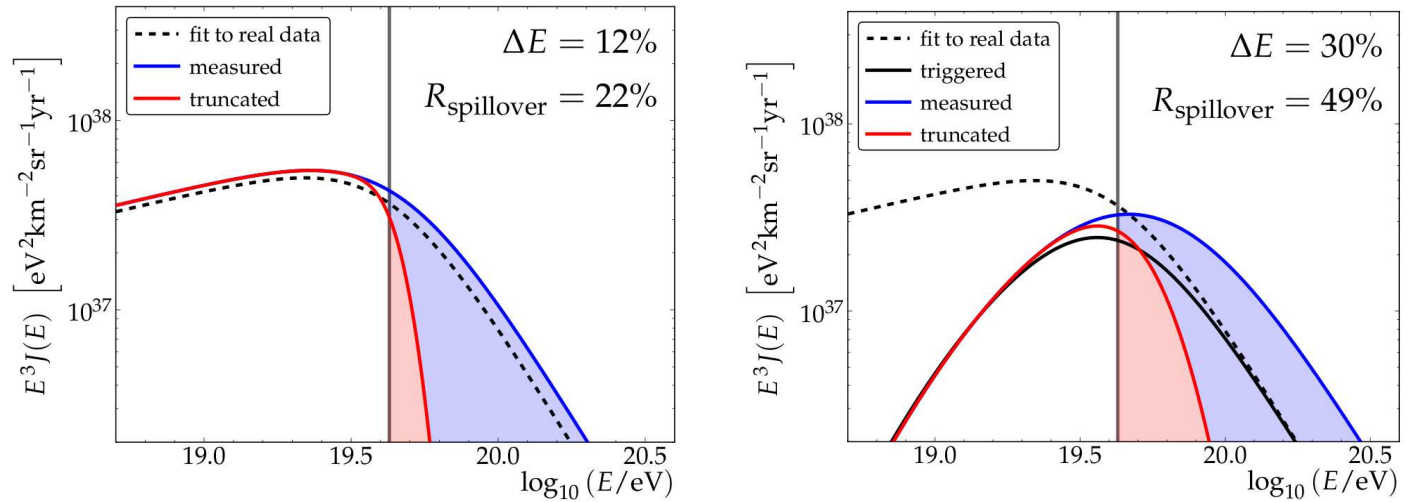 fit to real data
measured
truncated
ΔE = 12%
R_spillover = 22%
10^38
10^37
E^3 J(E) [eV^2 km^−2 sr^−1 yr^−1]
19.0 19.5 20.0 20.5
log_10 (E/eV)
fit to real data
triggered
measured
truncated
ΔE = 30%
R_spillover = 49%
10^38
10^37
E^3 J(E) [eV^2 km^−2 sr^−1 yr^−1]
19.0 19.5 20.0 20.5
log_10 (E/eV)